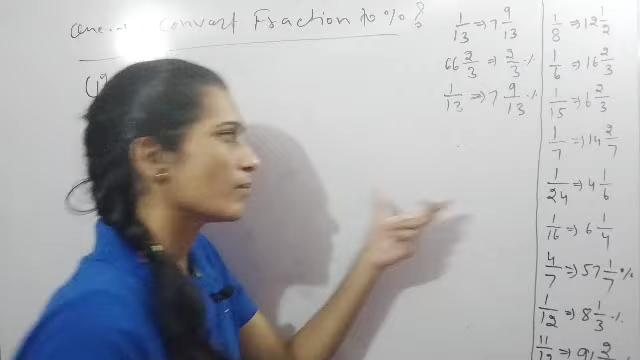 Convert Fraction to % ?
1/13 ⇒ 7 9/13
66 2/3 ⇒ 2/3 %
1/13 ⇒ 7 9/13 %
1/8 ⇒ 12 1/2
1/6 ⇒ 16 2/3
1/15 ⇒ 6 2/3
1/7 ⇒ 14 2/7
1/24 ⇒ 4 1/6
1/16 ⇒ 6 1/4
4/7 ⇒ 57 1/7 %
1/12 ⇒ 8 1/3 %
11/12 ⇒ 91 2